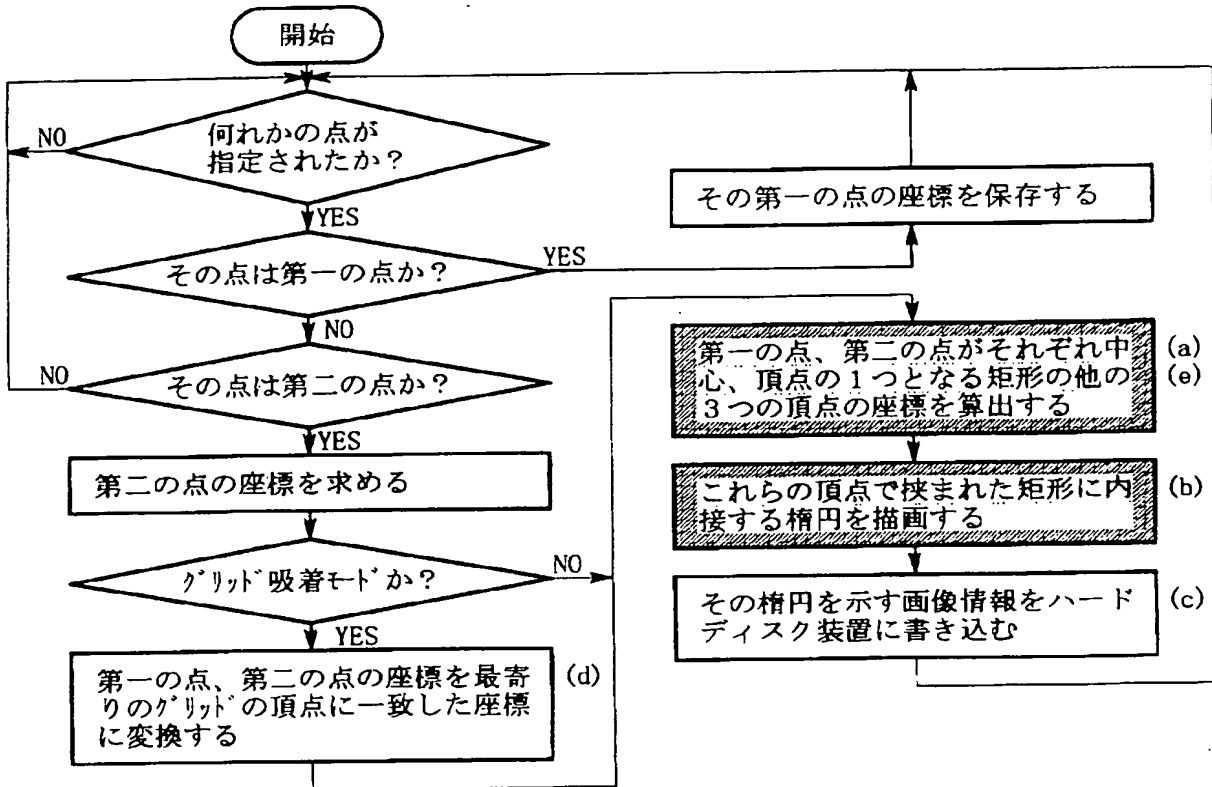 開始
何れかの点が
指定されたか？
NO
YES
その第一の点の座標を保存する
その点は第一の点か？
YES
NO
その点は第二の点か？
NO
YES
第二の点の座標を求める
ｸﾞﾘｯﾄﾞ吸着ﾓｰﾄﾞか？
NO
YES
第一の点、第二の点の座標を最寄
りのｸﾞﾘｯﾄﾞの頂点に一致した座標
に変換する
(d)
第一の点、第二の点がそれぞれ中
心、頂点の１つとなる矩形の他の
３つの頂点の座標を算出する
(a)
(e)
これらの頂点で挟まれた矩形に内
接する楕円を描画する
(b)
その楕円を示す画像情報をハード
ディスク装置に書き込む
(c)